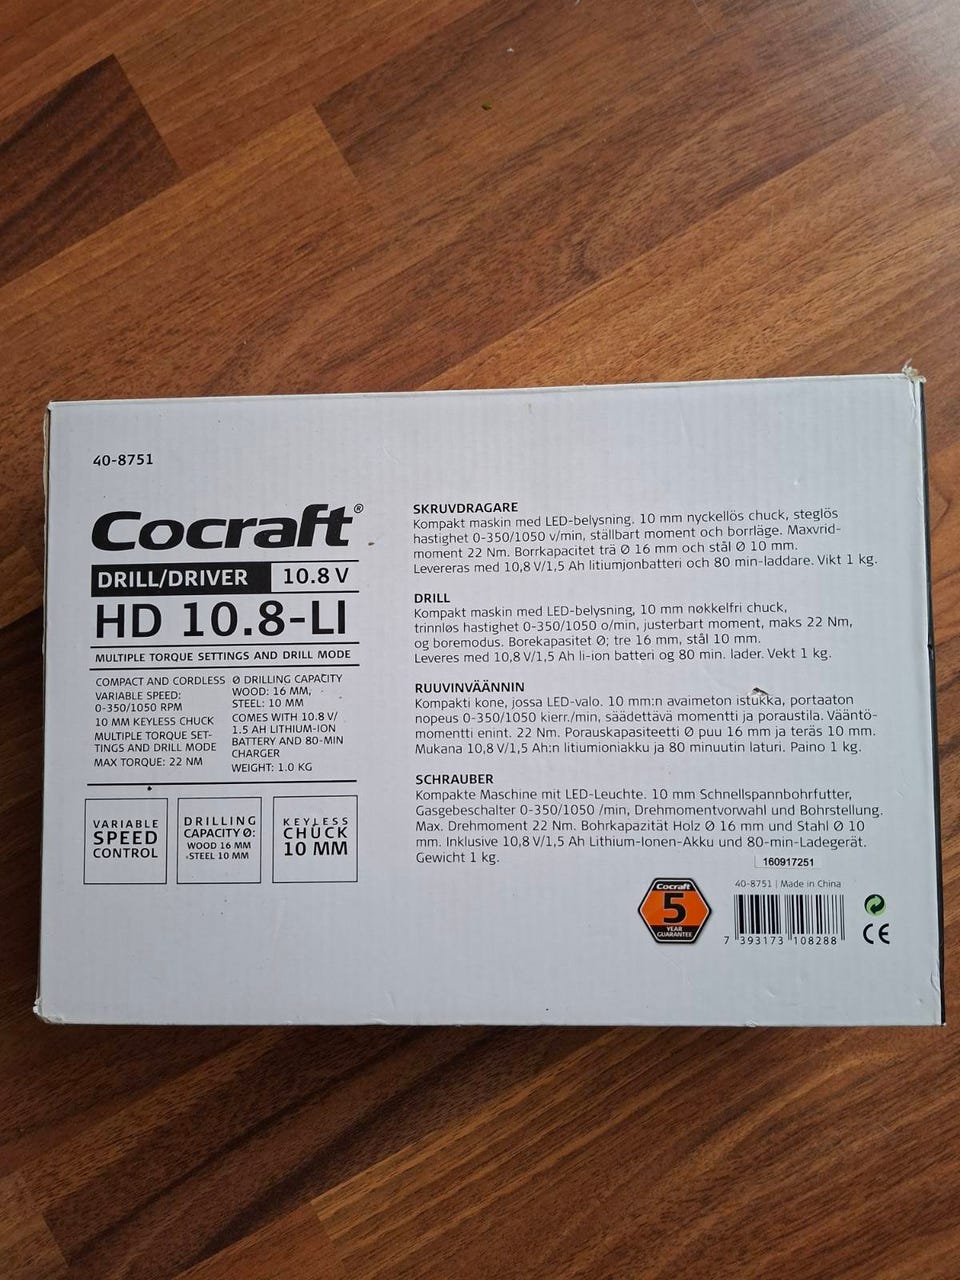 40-8751
Cocraft®
DRILL/DRIVER 10.8 V
HD 10.8-LI
MULTIPLE TORQUE SETTINGS AND DRILL MODE
COMPACT AND CORDLESS
VARIABLE SPEED:
0-350/1050 RPM
10 MM KEYLESS CHUCK
MULTIPLE TORQUE SET-
TINGS AND DRILL MODE
MAX TORQUE: 22 NM
Ø DRILLING CAPACITY
WOOD: 16 MM,
STEEL: 10 MM
COMES WITH 10.8 V/
1.5 AH LITHIUM-ION
BATTERY AND 80-MIN
CHARGER
WEIGHT: 1.0 KG
VARIABLE
SPEED
CONTROL
DRILLING
CAPACITY Ø:
WOOD 16 MM
STEEL 10 MM
KEYLESS
CHUCK
10 MM
SKRUVDRAGARE
Kompakt maskin med LED-belysning. 10 mm nyckellös chuck, steglös
hastighet 0-350/1050 v/min, ställbart moment och borrläge. Maxvrid-
moment 22 Nm. Borrkapacitet trä Ø 16 mm och stål Ø 10 mm.
Levereras med 10,8 V/1,5 Ah litiumjonbatteri och 80 min-laddare. Vikt 1 kg.
DRILL
Kompakt maskin med LED-belysning, 10 mm nøkkelfri chuck,
trinnløs hastighet 0-350/1050 o/min, justerbart moment, maks 22 Nm,
og boremodus. Borekapasitet Ø; tre 16 mm, stål 10 mm.
Leveres med 10,8 V/1,5 Ah li-ion batteri og 80 min. lader. Vekt 1 kg.
RUUVINVÄÄNNIN
Kompakti kone, jossa LED-valo. 10 mm:n avaimeton istukka, portaaton
nopeus 0-350/1050 kierr./min, säädettävä momentti ja poraustila. Vääntö-
momentti enint. 22 Nm. Porauskapasiteetti Ø puu 16 mm ja teräs 10 mm.
Mukana 10,8 V/1,5 Ah:n litiumioniakku ja 80 minuutin laturi. Paino 1 kg.
SCHRAUBER
Kompakte Maschine mit LED-Leuchte. 10 mm Schnellspannbohrfutter,
Gasgebeschalter 0-350/1050 /min, Drehmomentvorwahl und Bohrstellung.
Max. Drehmoment 22 Nm. Bohrkapazität Holz Ø 16 mm und Stahl Ø 10
mm. Inklusive 10,8 V/1,5 Ah Lithium-Ionen-Akku und 80-min-Ladegerät.
Gewicht 1 kg.
160917251
Cocraft
5
YEAR
GUARANTEE
40-8751 | Made in China
7 393173 108288
CE